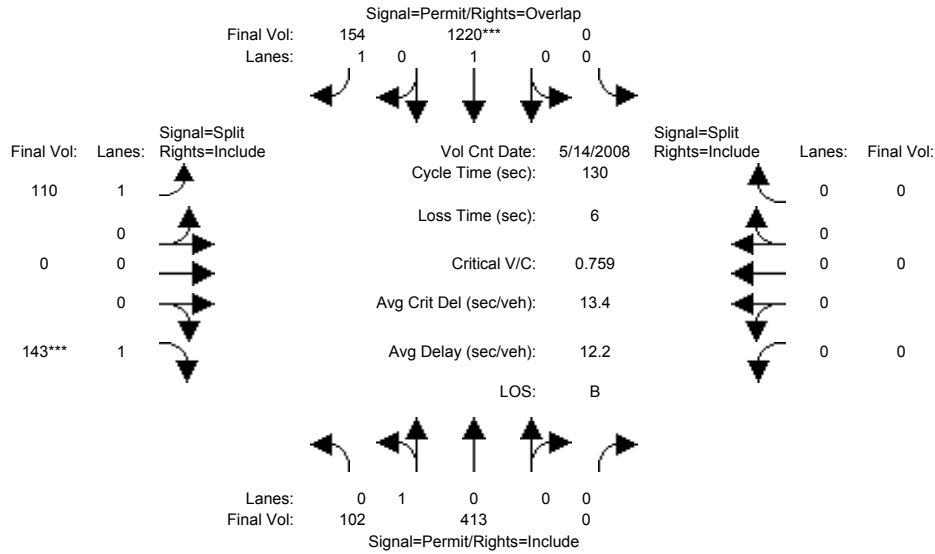 Signal=Permit/Rights=Overlap
Final Vol: 154 1220*** 0
Lanes: 1 0 1 0 0
Signal=Split Signal=Split
Final Vol: Lanes: Rights=Include Vol Cnt Date: 5/14/2008 Rights=Include Lanes: Final Vol:
Cycle Time (sec): 130
110 1 0 0
Loss Time (sec): 6
0 0
0 0 Critical V/C: 0.759 0 0
0 Avg Crit Del (sec/veh): 13.4 0
143*** 1 Avg Delay (sec/veh): 12.2 0 0
LOS: B
Lanes: 0 1 0 0 0
Final Vol: 102 413 0
Signal=Permit/Rights=Include